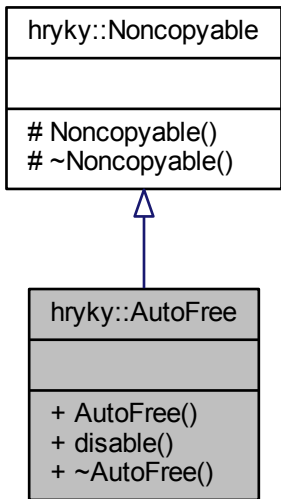 hryky::Noncopyable
# Noncopyable()
# ~Noncopyable()
hryky::AutoFree
+ AutoFree()
+ disable()
+ ~AutoFree()